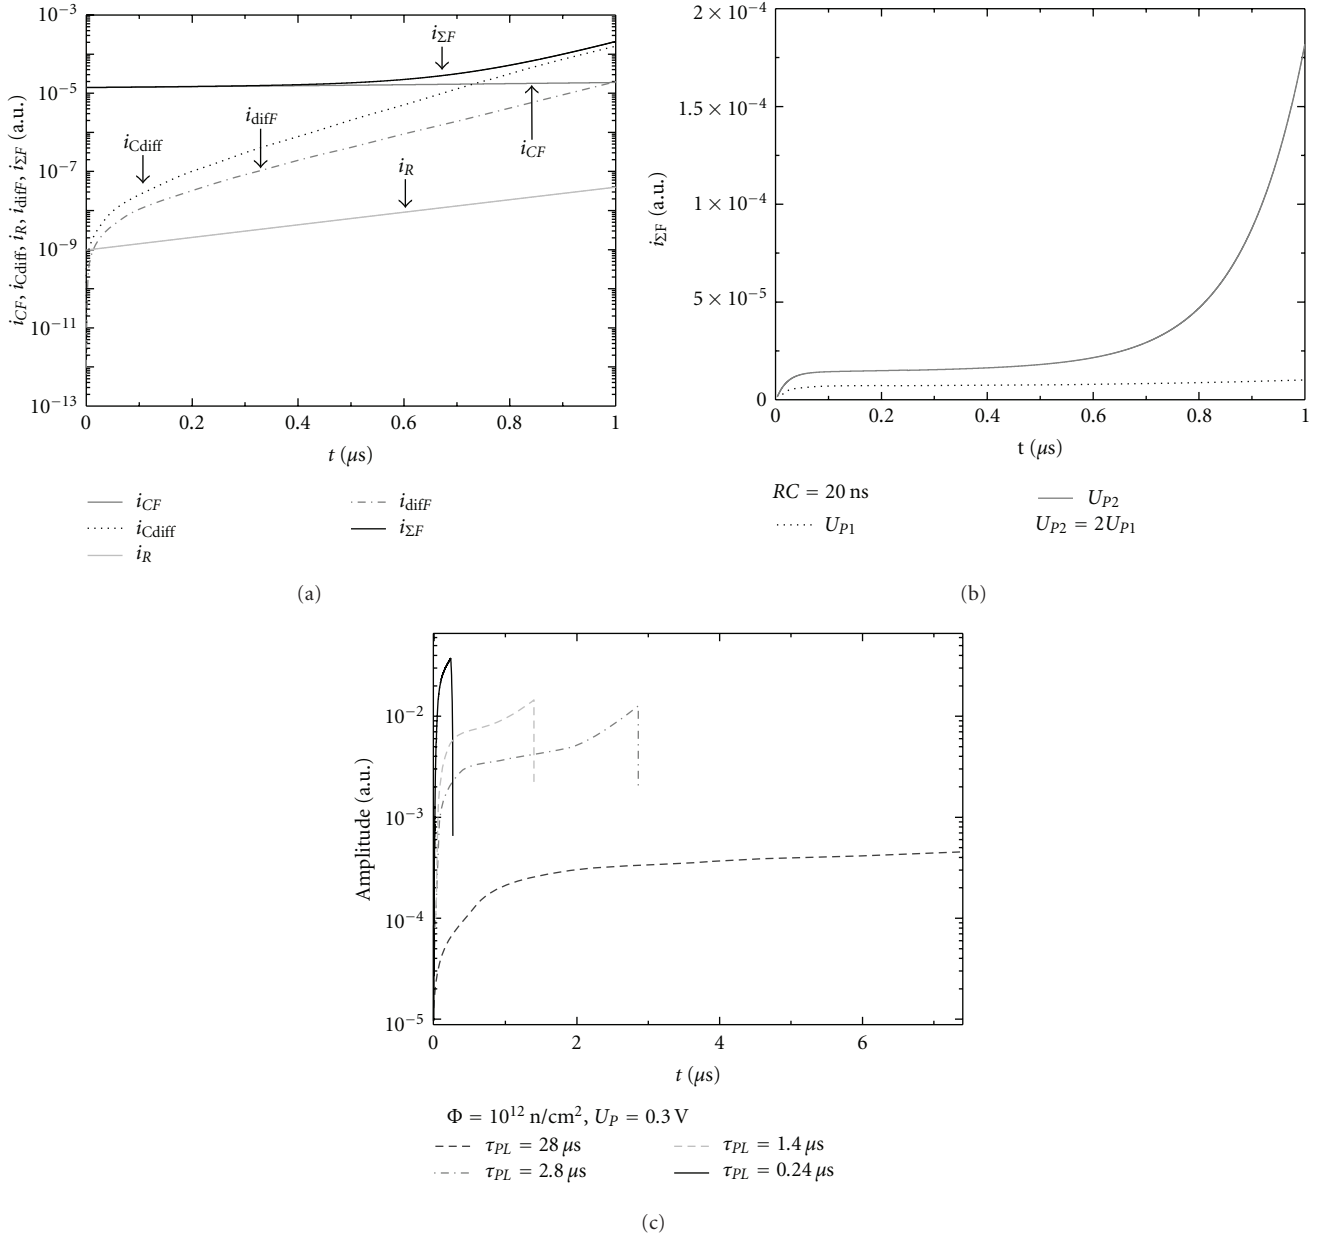 10⁻³
10⁻⁵
10⁻⁷
10⁻⁹
10⁻¹¹
10⁻¹³
i_CF, i_Cdiff, i_R, i_difF, i_ΣF (a.u.)
i_ΣF
i_difF
i_Cdiff
i_CF
i_R
0 0.2 0.4 0.6 0.8 1
t (μs)
i_CF i_difF
i_Cdiff i_ΣF
i_R
(a)
2 × 10⁻⁴
1.5 × 10⁻⁴
1 × 10⁻⁴
5 × 10⁻⁵
0
i_ΣF (a.u.)
0 0.2 0.4 0.6 0.8 1
t (μs)
RC = 20 ns U_P2
U_P1 U_P2 = 2U_P1
(b)
10⁻²
10⁻³
10⁻⁴
10⁻⁵
Amplitude (a.u.)
0 2 4 6
t (μs)
Φ = 10¹² n/cm², U_P = 0.3 V
τ_PL = 28 μs τ_PL = 1.4 μs
τ_PL = 2.8 μs τ_PL = 0.24 μs
(c)